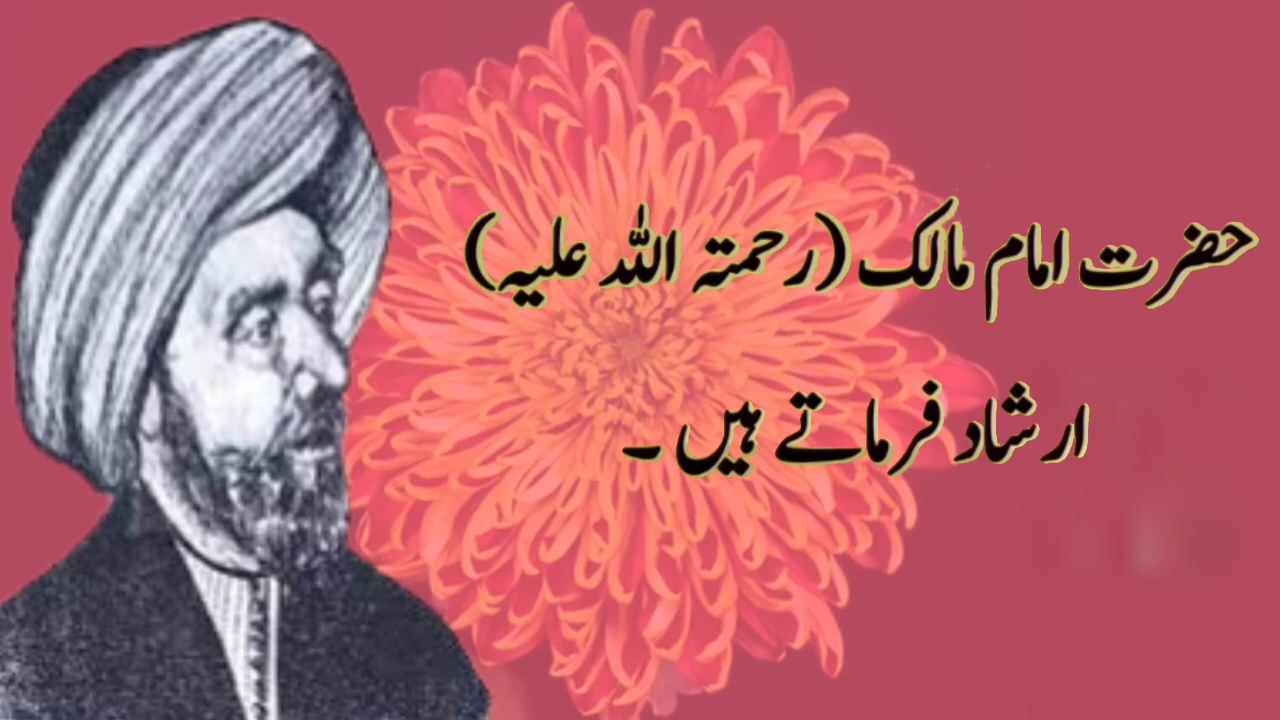 حضرت امام مالک (رحمتہ اللہ علیہ)
ارشاد فرماتے ہیں ۔